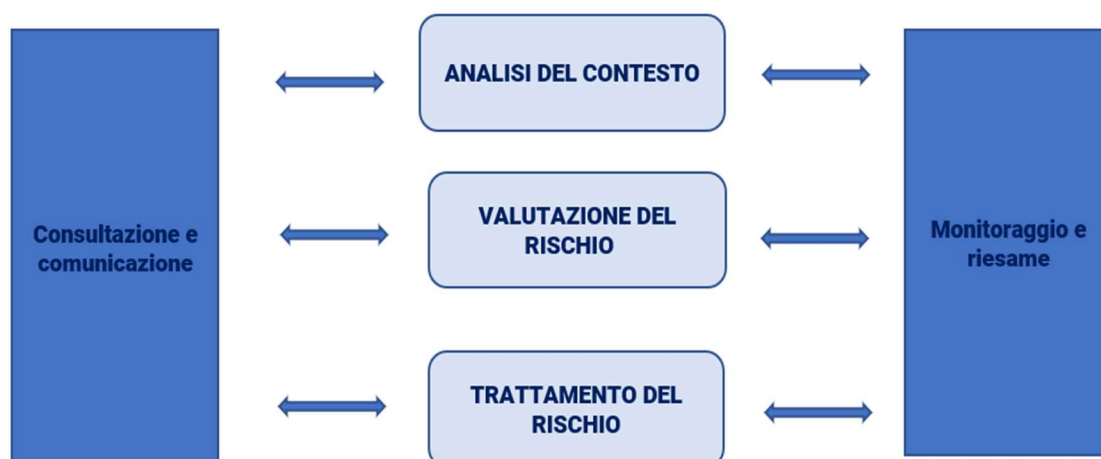 ANALISI DEL CONTESTO
VALUTAZIONE DEL
RISCHIO
Consultazione e
comunicazione
Monitoraggio e
riesame
TRATTAMENTO DEL
RISCHIO